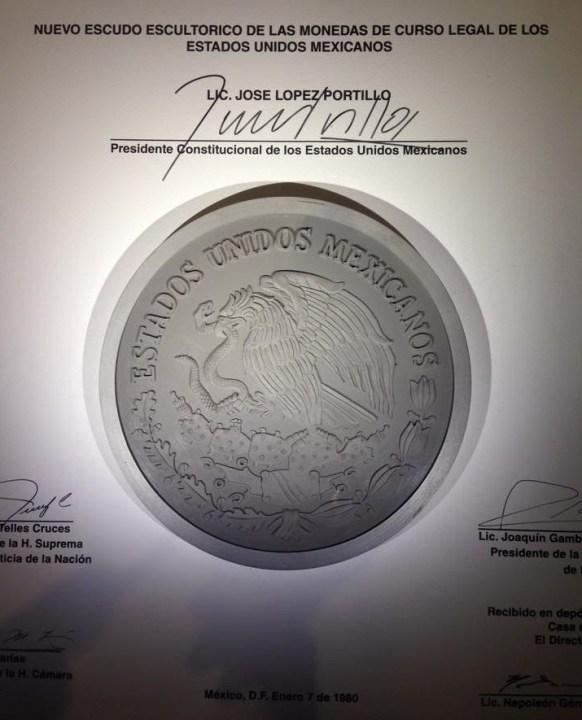 NUEVO ESCUDO ESCULTORICO DE LAS MONEDAS DE CURSO LEGAL DE LOS
ESTADOS UNIDOS MEXICANOS
LIC. JOSE LOPEZ PORTILLO
Presidente Constitucional de los Estados Unidos Mexicanos
ESTADOS UNIDOS MEXICANOS
Telles Cruces
e la H. Suprema
ticia de la Nación
Lic. Joaquín Gamb
Presidente de la
de
Recibido en depó
Casa
El Direct
arias
e la H. Cámara
México, D.F. Enero 7 de 1980
Lic. Napoleón Góm